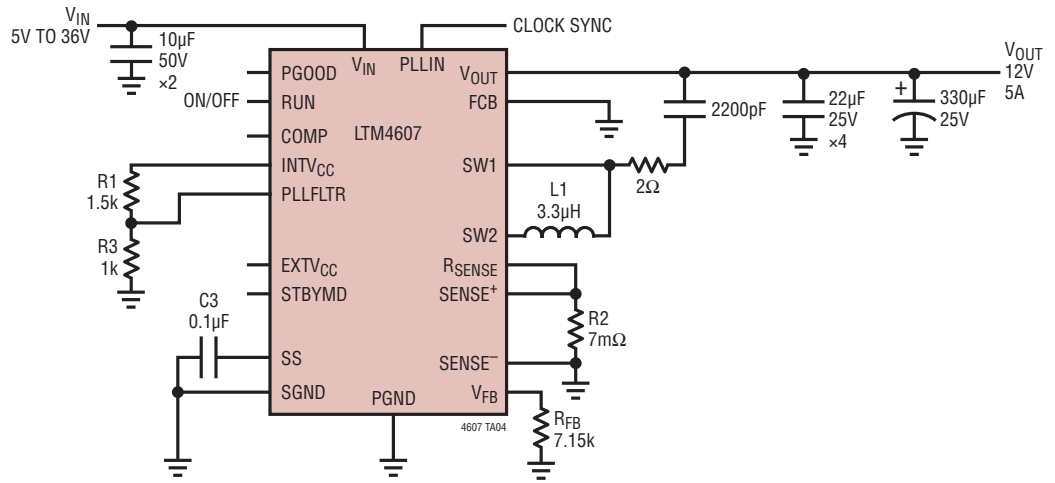 VIN
5V TO 36V
10µF
50V
×2
CLOCK SYNC
VIN
PLLIN
PGOOD
RUN
ON/OFF
COMP
LTM4607
INTVCC
PLLFLTR
R1
1.5k
R3
1k
EXTVCC
STBYMD
C3
0.1µF
SS
SGND
PGND
VOUT
FCB
SW1
SW2
RSENSE
SENSE+
SENSE–
VFB
2200pF
2Ω
L1
3.3µH
R2
7mΩ
RFB
7.15k
22µF
25V
×4
+
330µF
25V
VOUT
12V
5A
4607 TA04